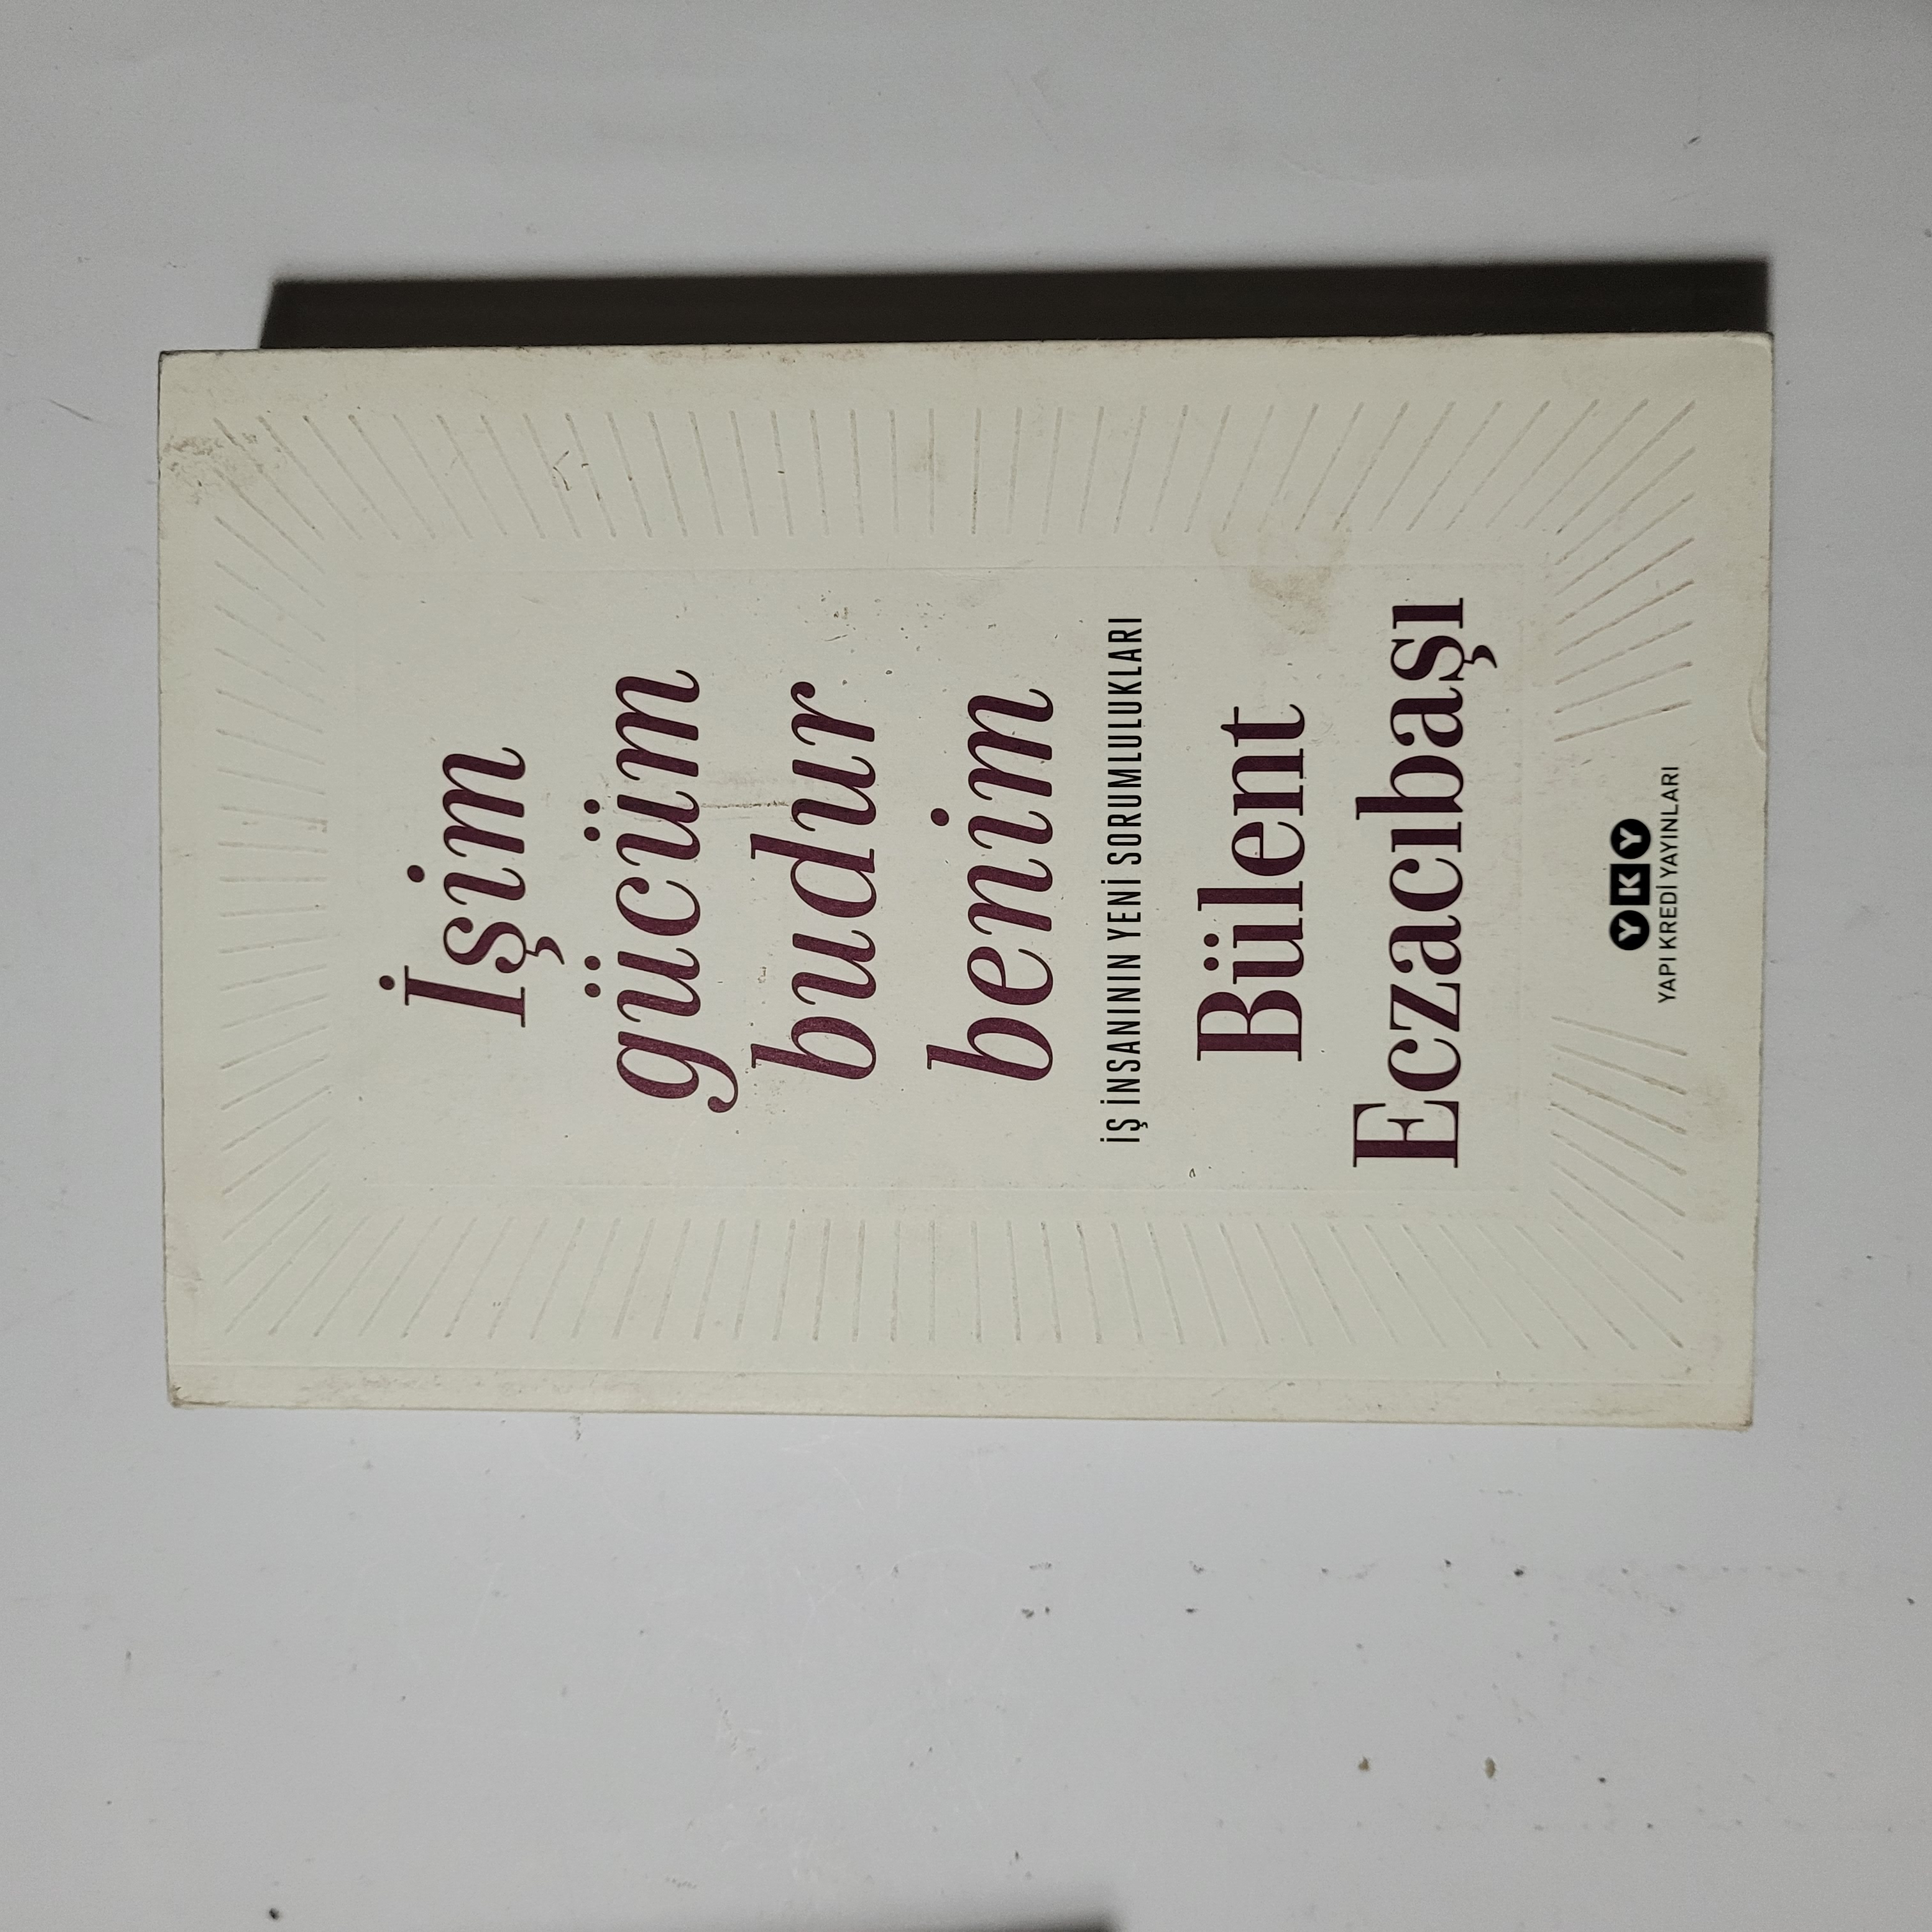 İşim
gücüm
budur
benim
İŞ İNSANININ YENİ SORUMLULUKLARI
Bülent
Eczacıbaşı
YKY
YAPI KREDİ YAYINLARI